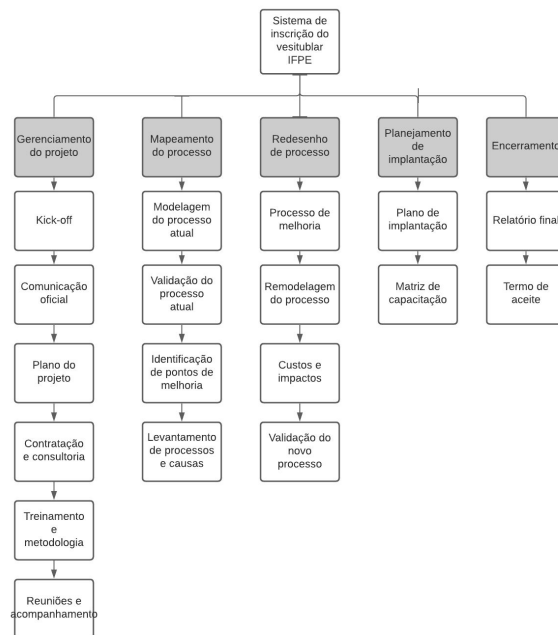 Sistema de
inscrição do
vesitublar
IFPE
Gerenciamento
do projeto
Mapeamento
do processo
Redesenho
de processo
Planejamento
de
implantação
Encerramento
Kick-off
Modelagem
do processo
atual
Processo de
melhoria
Plano de
implantação
Relatório final
Comunicação
oficial
Validação do
processo
atual
Remodelagem
do processo
Matriz de
capacitação
Termo de
aceite
Plano do
projeto
Identificação
de pontos de
melhoria
Custos e
impactos
Contratação
e consultoria
Levantamento
de processos
e causas
Validação do
novo
processo
Treinamento
e
metodologia
Reuniões e
acompanhamento